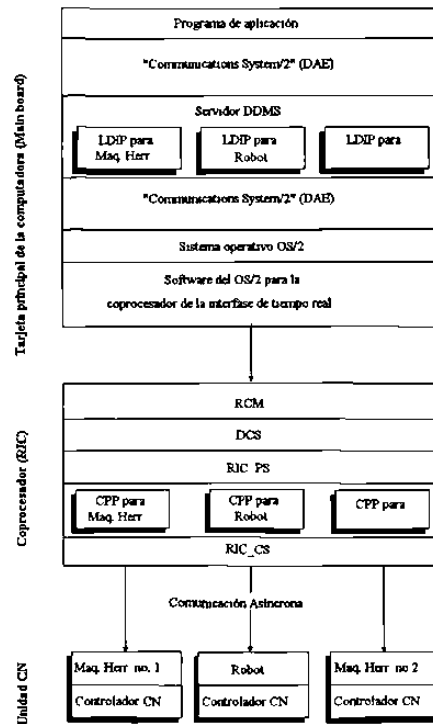 Programa de aplicación
"Communications System/2" (DAE)
Servidor DDMS
LDIP para
Maq. Herr
LDIP para
Robot
LDIP para
"Communications System/2" (DAE)
Sistema operativo OS/2
Software del OS/2 para la
coprocesador de la interfase de tiempo real
Tarjeta principal de la computadora (Main board)
RCM
DCS
RIC_PS
CPP para
Maq. Herr
CPP para
Robot
CPP para
RIC_CS
Coprocesador (RIC)
Comunicación Asíncrona
Maq. Herr no. 1
Controlador CN
Robot
Controlador CN
Maq. Herr no 2
Controlador CN
Unidad CN